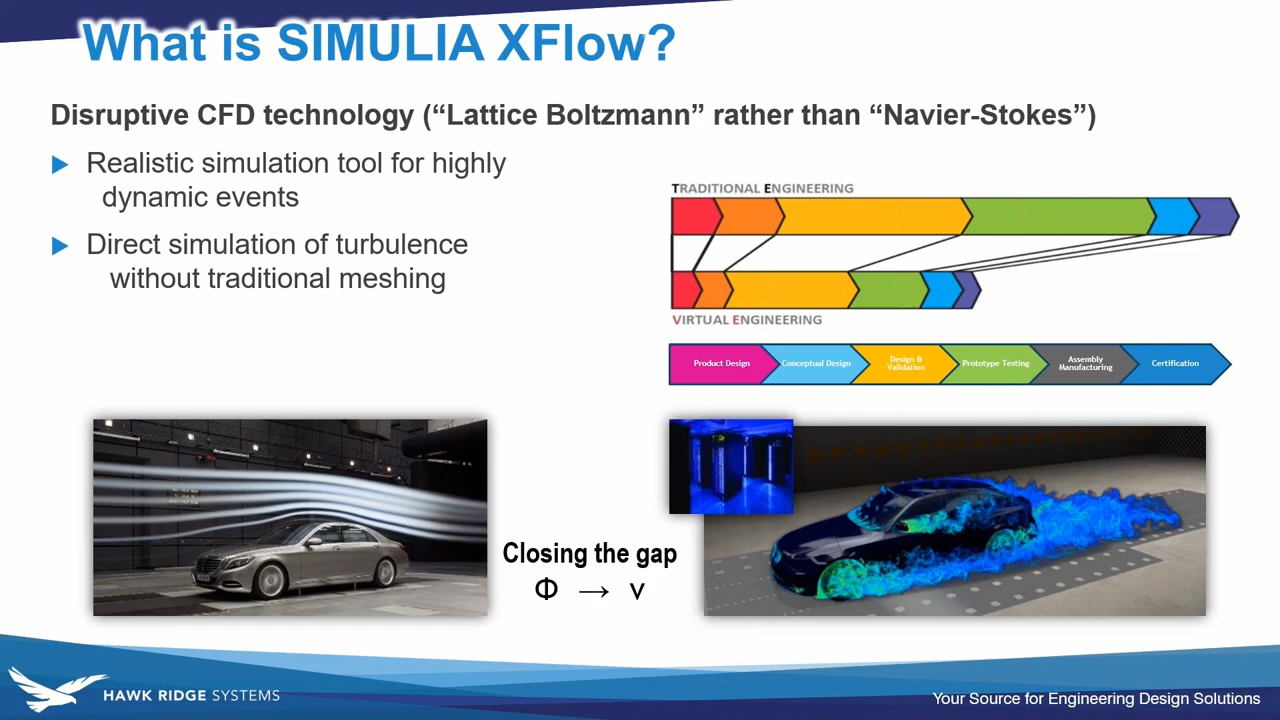 What is SIMULIA XFlow?
Disruptive CFD technology (“Lattice Boltzmann” rather than “Navier-Stokes”)
Realistic simulation tool for highly
dynamic events
Direct simulation of turbulence
without traditional meshing
TRADITIONAL ENGINEERING
VIRTUAL ENGINEERING
Product Design
Conceptual Design
Design &
Validation
Prototype Testing
Assembly
Manufacturing
Certification
Closing the gap
Φ → v
HAWK RIDGE SYSTEMS
Your Source for Engineering Design Solutions